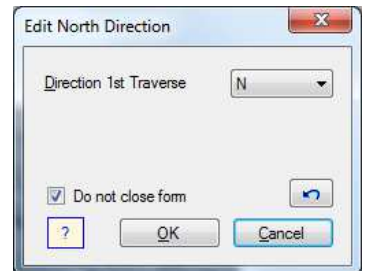 Edit North Direction
Direction 1st Traverse N
Do not close form
? OK Cancel